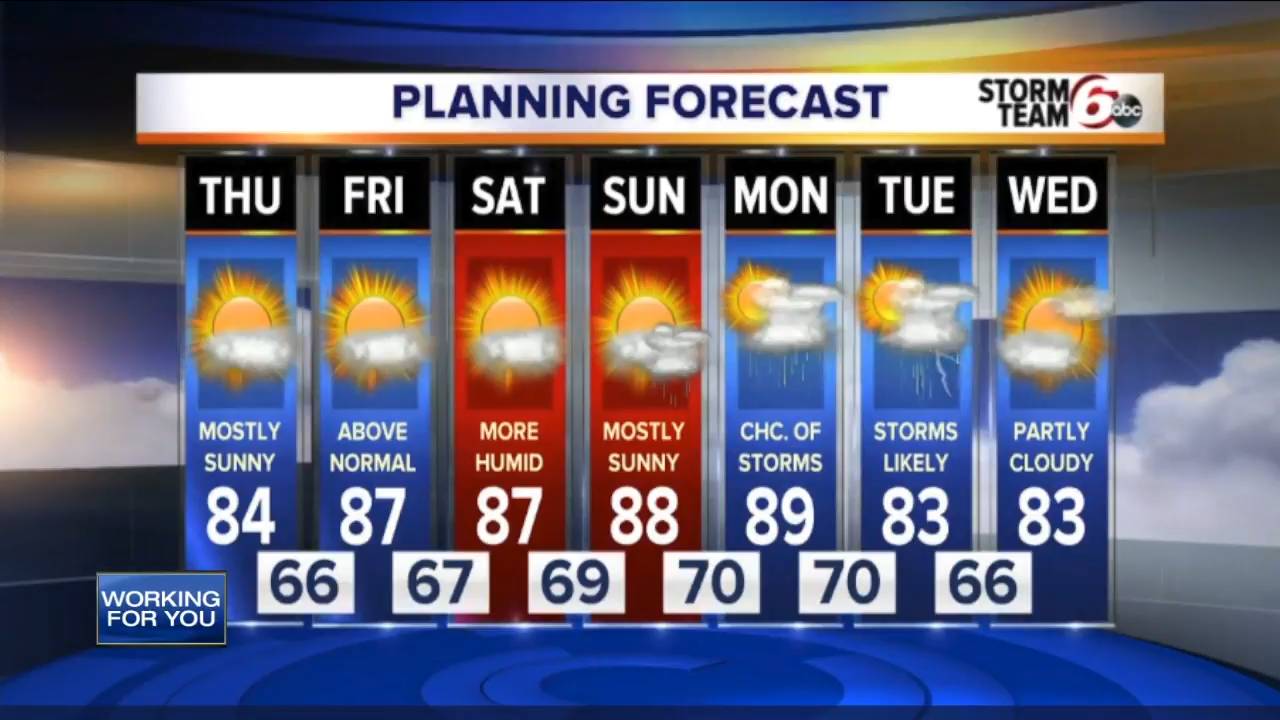 PLANNING FORECAST
STORM
TEAM
6
abc
THU
FRI
SAT
SUN
MON
TUE
WED
MOSTLY
SUNNY
84
ABOVE
NORMAL
87
MORE
HUMID
87
MOSTLY
SUNNY
88
CHC. OF
STORMS
89
STORMS
LIKELY
83
PARTLY
CLOUDY
83
66
67
69
70
70
66
WORKING
FOR YOU